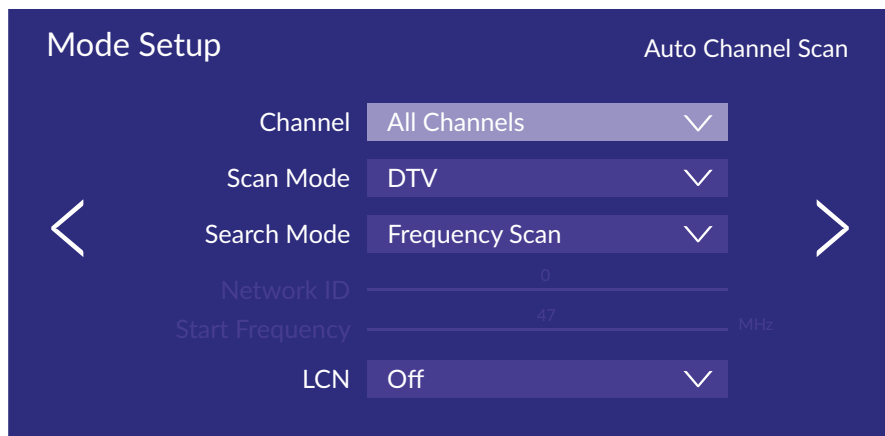 Mode Setup
Auto Channel Scan
Channel All Channels
Scan Mode DTV
Search Mode Frequency Scan
Network ID 0
Start Frequency 47 MHz
LCN Off